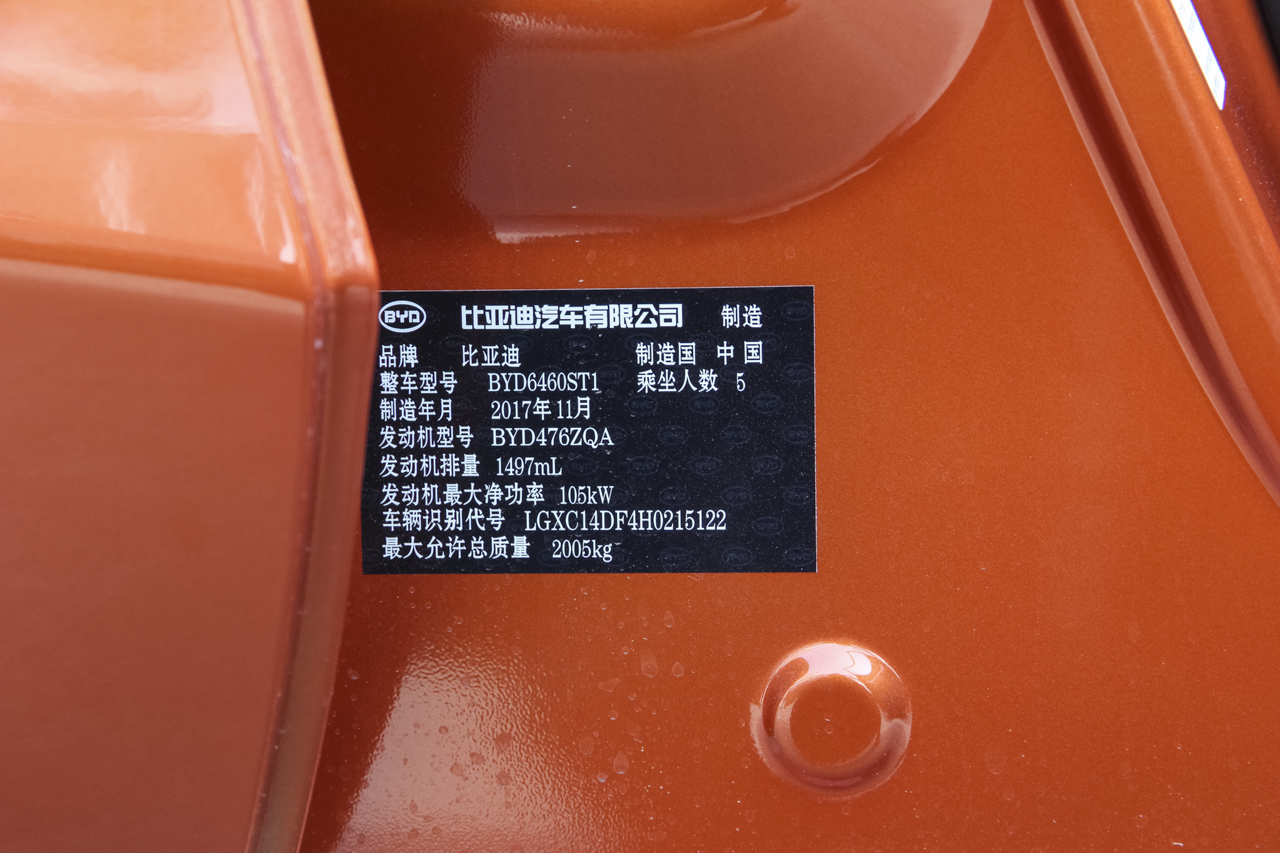 BYD 比亚迪汽车有限公司 制造
品牌 比亚迪 制造国 中国
整车型号 BYD6460ST1 乘坐人数 5
制造年月 2017年11月
发动机型号 BYD476ZQA
发动机排量 1497mL
发动机最大净功率 105kW
车辆识别代号 LGXC14DF4H0215122
最大允许总质量 2005kg